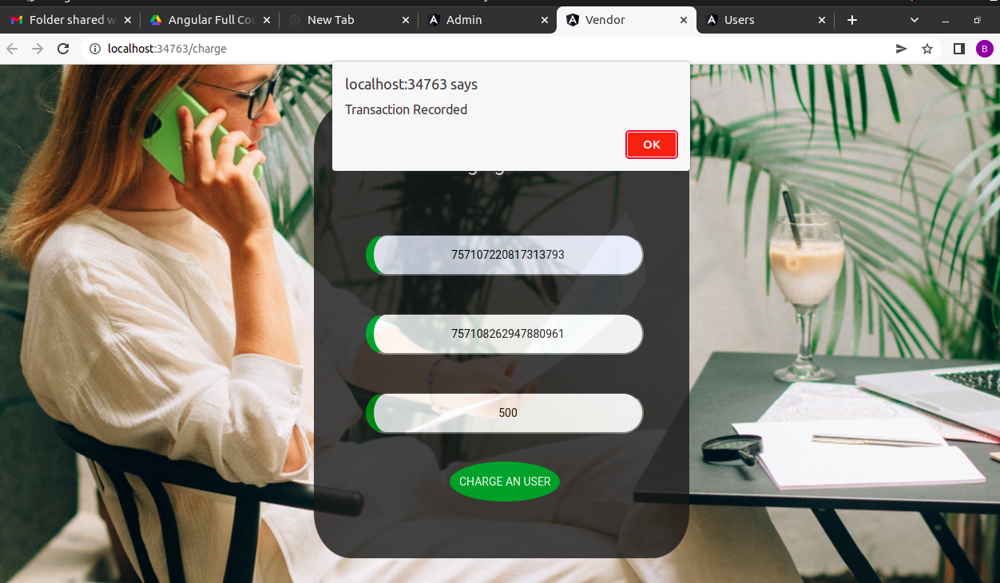 Folder shared w
Angular Full Cou
New Tab
Admin
Vendor
Users
localhost:34763/charge
B
localhost:34763 says
Transaction Recorded
OK
757107220817313793
757108262947880961
500
CHARGE AN USER